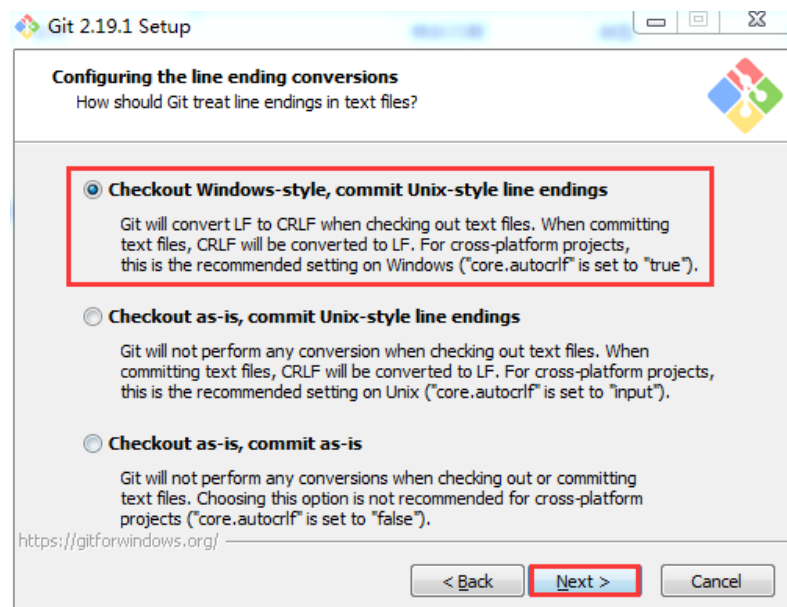 Git 2.19.1 Setup
Configuring the line ending conversions
How should Git treat line endings in text files?
Checkout Windows-style, commit Unix-style line endings
Git will convert LF to CRLF when checking out text files. When committing
text files, CRLF will be converted to LF. For cross-platform projects,
this is the recommended setting on Windows ("core.autocrlf" is set to "true").
Checkout as-is, commit Unix-style line endings
Git will not perform any conversion when checking out text files. When
committing text files, CRLF will be converted to LF. For cross-platform projects,
this is the recommended setting on Unix ("core.autocrlf" is set to "input").
Checkout as-is, commit as-is
Git will not perform any conversions when checking out or committing
text files. Choosing this option is not recommended for cross-platform
projects ("core.autocrlf" is set to "false").
https://gitforwindows.org/
< Back Next > Cancel